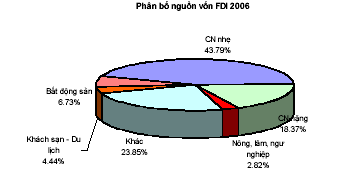 Phân bổ nguồn vốn FDI 2006
CN nhẹ
43.79%
Bất động sản
6.73%
CN nặng
18.37%
Khách sạn - Du
lịch
4.44%
Khác
23.85%
Nông, lâm, ngư
nghiệp
2.82%